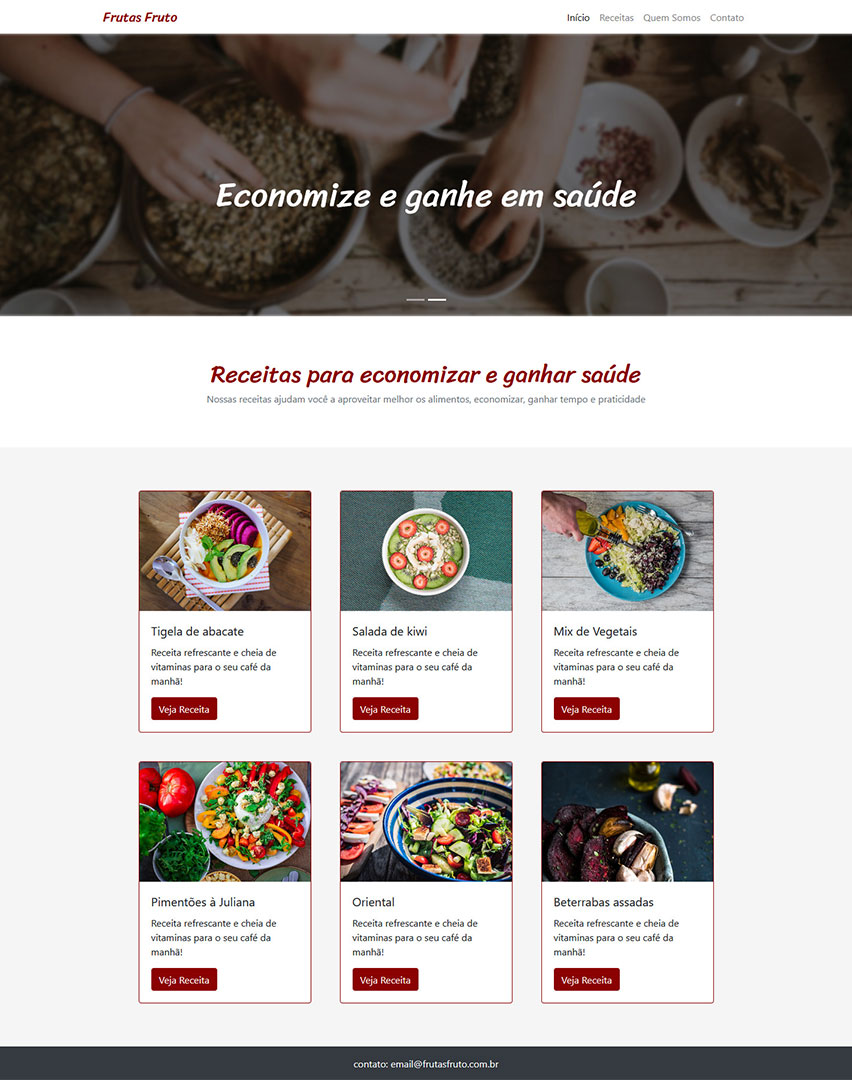 Frutas Fruto
Início Receitas Quem Somos Contato
Economize e ganhe em saúde
Receitas para economizar e ganhar saúde
Nossas receitas ajudam você a aproveitar melhor os alimentos, economizar, ganhar tempo e praticidade
Tigela de abacate
Receita refrescante e cheia de
vitaminas para o seu café da
manhã!
Veja Receita
Salada de kiwi
Receita refrescante e cheia de
vitaminas para o seu café da
manhã!
Veja Receita
Mix de Vegetais
Receita refrescante e cheia de
vitaminas para o seu café da
manhã!
Veja Receita
Pimentões à Juliana
Receita refrescante e cheia de
vitaminas para o seu café da
manhã!
Veja Receita
Oriental
Receita refrescante e cheia de
vitaminas para o seu café da
manhã!
Veja Receita
Beterrabas assadas
Receita refrescante e cheia de
vitaminas para o seu café da
manhã!
Veja Receita
contato: email@frutasfruto.com.br